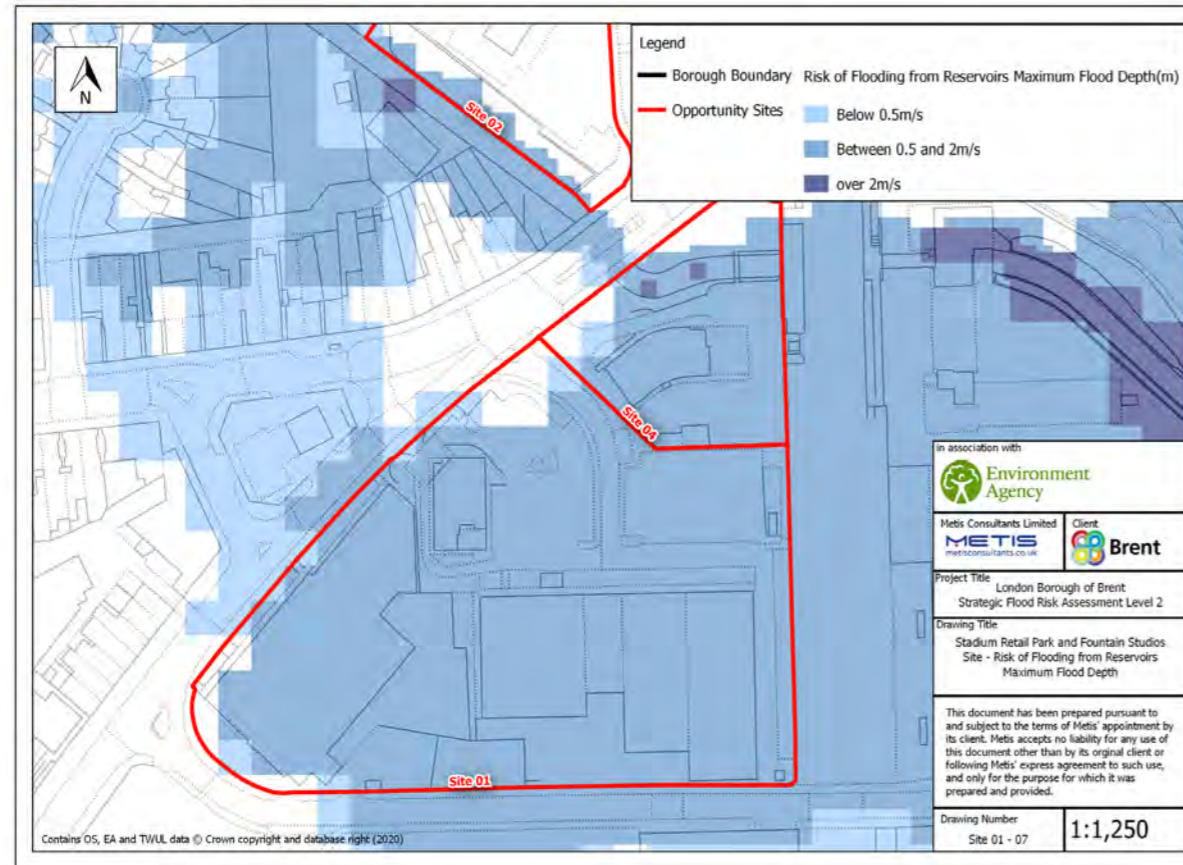 N
Legend
Borough Boundary
Opportunity Sites
Risk of Flooding from Reservoirs Maximum Flood Depth(m)
Below 0.5m/s
Between 0.5 and 2m/s
over 2m/s
Site 02
Site 04
Site 01
in association with
Environment
Agency
Metis Consultants Limited
METIS
metisconsultants.co.uk
Client
Brent
Project Title
London Borough of Brent
Strategic Flood Risk Assessment Level 2
Drawing Title
Stadium Retail Park and Fountain Studios
Site - Risk of Flooding from Reservoirs
Maximum Flood Depth
This document has been prepared pursuant to
and subject to the terms of Metis' appointment by
its client. Metis accepts no liability for any use of
this document other than by its orginal client or
following Metis' express agreement to such use,
and only for the purpose for which it was
prepared and provided.
Drawing Number
Site 01 - 07
1:1,250
Contains OS, EA and TWUL data © Crown copyright and database right (2020)